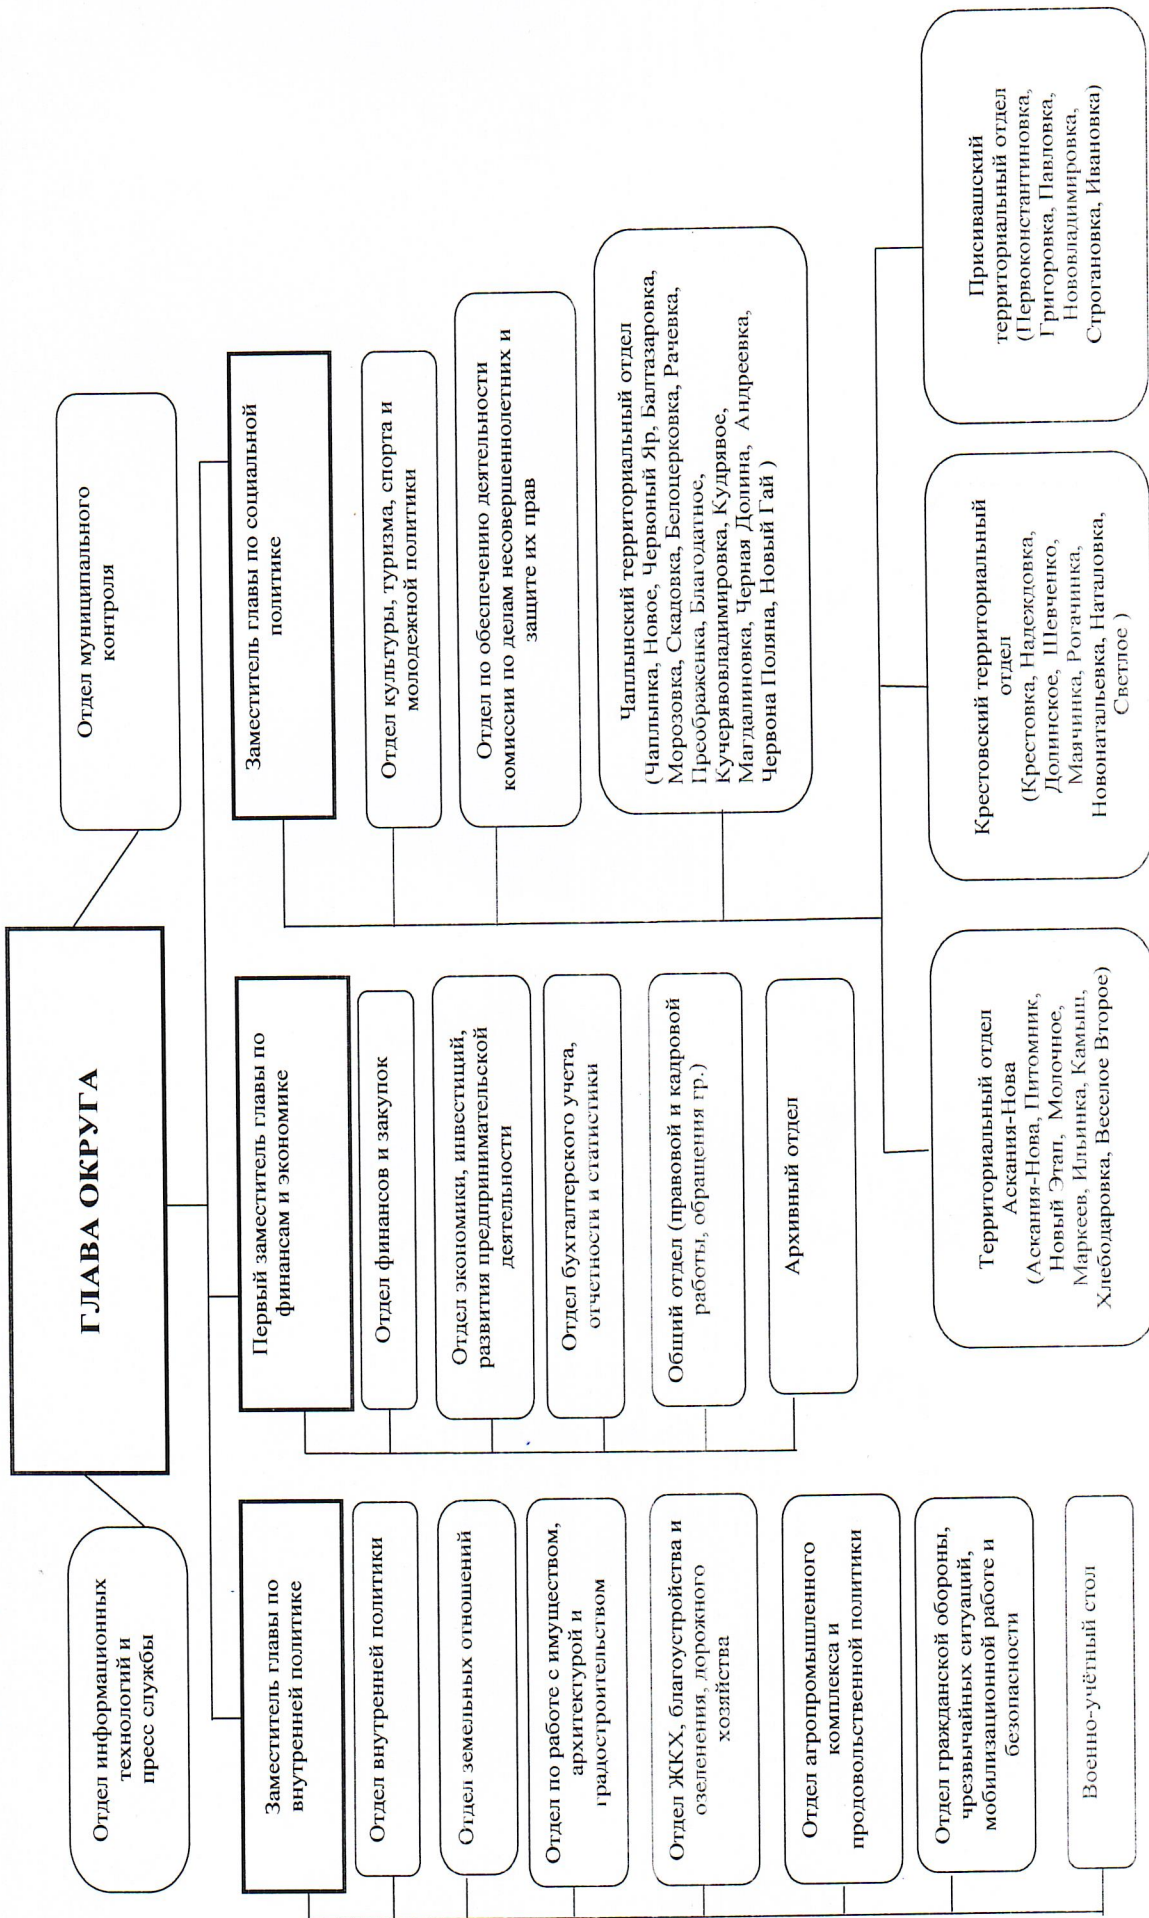 ГЛАВА ОКРУГА
Отдел информационных
технологий и
пресс службы
Отдел муниципального
контроля
Заместитель главы по
внутренней политике
Отдел внутренней политики
Отдел земельных отношений
Отдел по работе с имуществом,
архитектурой и
градостроительством
Отдел ЖКХ, благоустройства и
озеленения, дорожного
хозяйства
Отдел агропромышленного
комплекса и
продовольственной политики
Отдел гражданской обороны,
чрезвычайных ситуаций,
мобилизационной работе и
безопасности
Военно-учётный стол
Первый заместитель главы по
финансам и экономике
Отдел финансов и закупок
Отдел экономики, инвестиций,
развития предпринимательской
деятельности
Отдел бухгалтерского учета,
отчетности и статистики
Общий отдел (правовой и кадровой
работы, обращения гр.)
Архивный отдел
Заместитель главы по социальной
политике
Отдел культуры, туризма, спорта и
молодежной политики
Отдел по обеспечению деятельности
комиссии по делам несовершеннолетних и
защите их прав
Чаплынский территориальный отдел
(Чаплынка, Новое, Червоный Яр, Балтазаровка,
Морозовка, Скадовка, Белоцерковка, Рачевка,
Преображенка, Благодатное,
Кучерявовладимировка, Кудрявое,
Магдалиновка, Черная Долина, Андреевка,
Червона Поляна, Новый Гай )
Территориальный отдел
Аскания-Нова
(Аскания-Нова, Питомник,
Новый Этап, Молочное,
Маркеев, Ильинка, Камыш,
Хлебодаровка, Веселое Второе)
Крестовский территориальный
отдел
(Крестовка, Надеждовка,
Долинское, Шевченко,
Маячинка, Рогачинка,
Новонатальевка, Наталовка,
Светлое )
Присивашский
территориальный отдел
(Первоконстантиновка,
Григоровка, Павловка,
Нововладимировка,
Строгановка, Ивановка)